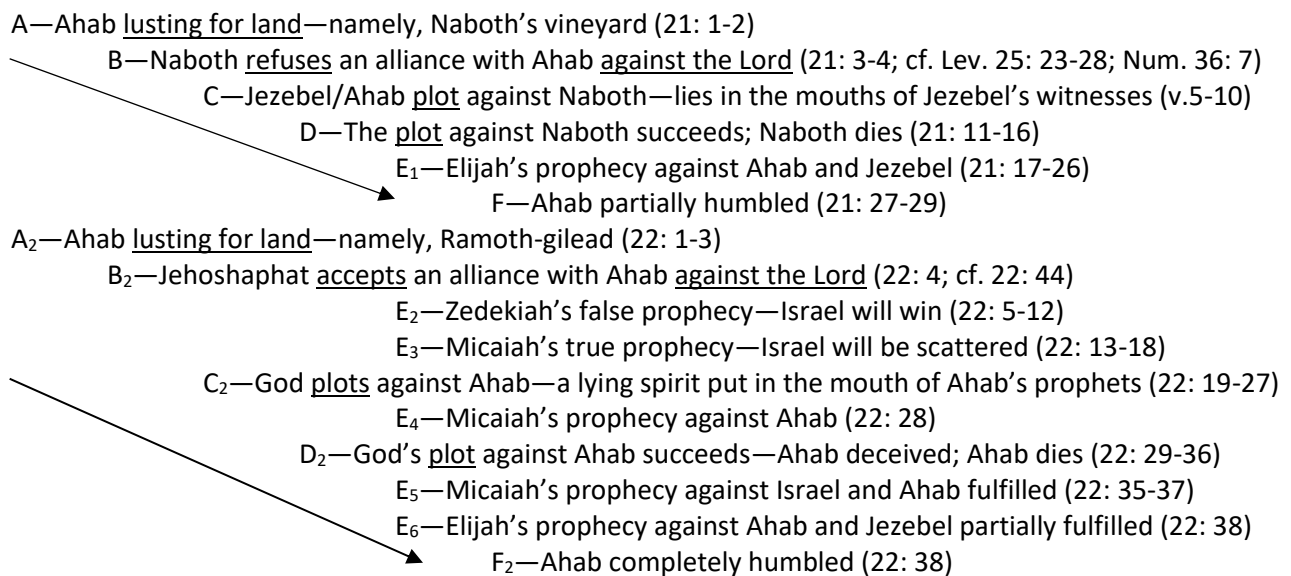 A—Ahab lusting for land—namely, Naboth’s vineyard (21: 1-2)
B—Naboth refuses an alliance with Ahab against the Lord (21: 3-4; cf. Lev. 25: 23-28; Num. 36: 7)
C—Jezebel/Ahab plot against Naboth—lies in the mouths of Jezebel’s witnesses (v.5-10)
D—The plot against Naboth succeeds; Naboth dies (21: 11-16)
E₁—Elijah’s prophecy against Ahab and Jezebel (21: 17-26)
F—Ahab partially humbled (21: 27-29)
A₂—Ahab lusting for land—namely, Ramoth-gilead (22: 1-3)
B₂—Jehoshaphat accepts an alliance with Ahab against the Lord (22: 4; cf. 22: 44)
E₂—Zedekiah’s false prophecy—Israel will win (22: 5-12)
E₃—Micaiah’s true prophecy—Israel will be scattered (22: 13-18)
C₂—God plots against Ahab—a lying spirit put in the mouth of Ahab’s prophets (22: 19-27)
E₄—Micaiah’s prophecy against Ahab (22: 28)
D₂—God’s plot against Ahab succeeds—Ahab deceived; Ahab dies (22: 29-36)
E₅—Micaiah’s prophecy against Israel and Ahab fulfilled (22: 35-37)
E₆—Elijah’s prophecy against Ahab and Jezebel partially fulfilled (22: 38)
F₂—Ahab completely humbled (22: 38)